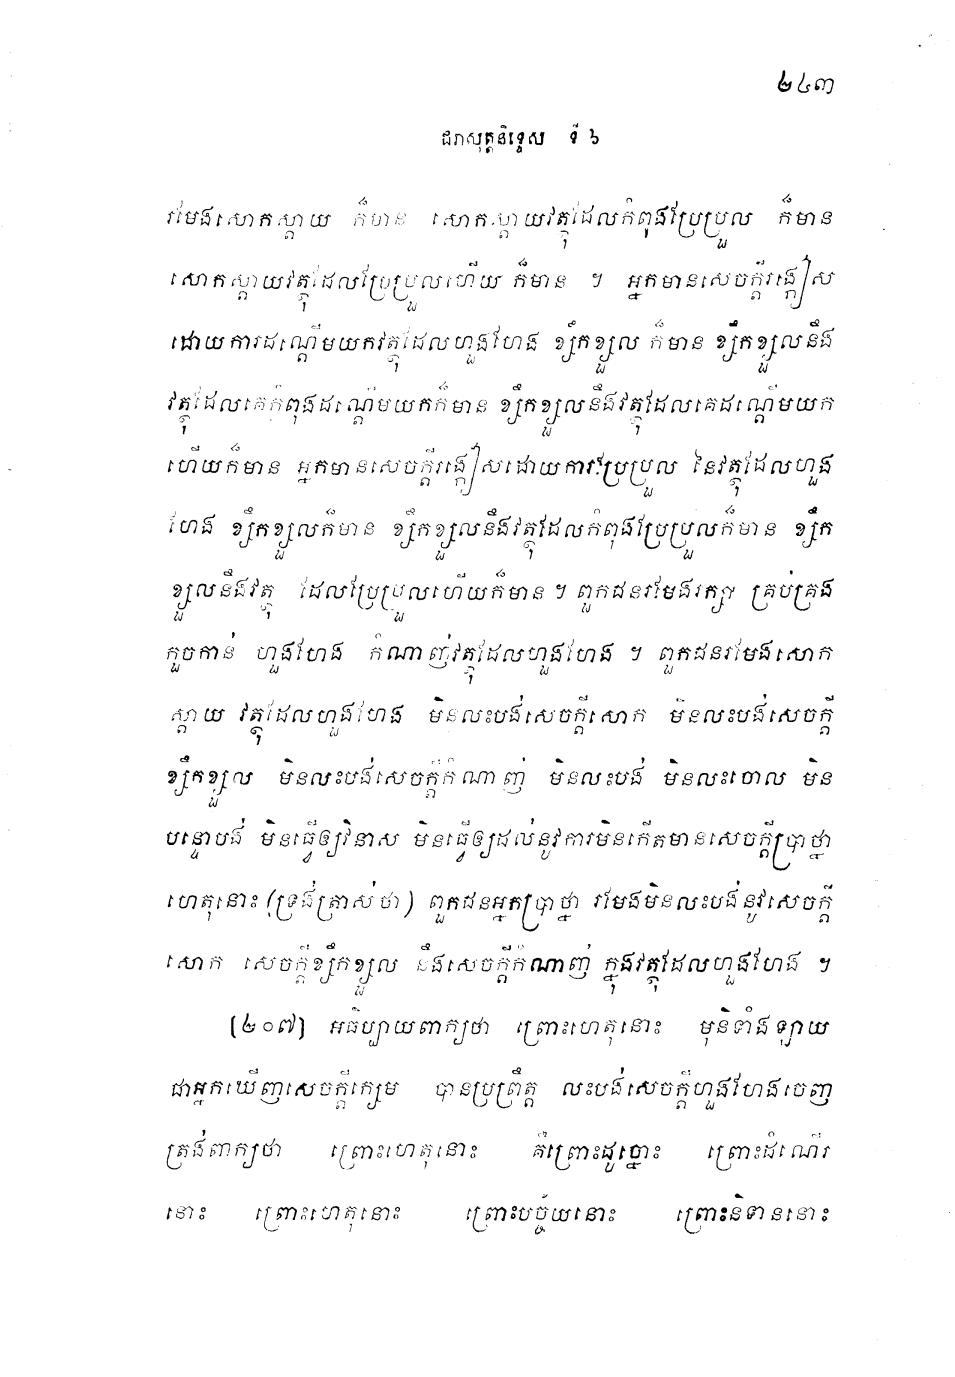 ២៤៣
ជរាសុត្តនិទ្ទេស ទី ៦
រមែងសោកស្តាយ ក៏មាន សោកស្តាយវត្ថុដែលកំពុងប្រែប្រួល ក៏មាន
សោកស្តាយវត្ថុដែលប្រែប្រួលហើយ ក៏មាន ។ អ្នកមានសេចក្តីរង្កៀស
ដោយការដណ្តើមយកវត្ថុដែលហួងហែង ខ្សឹកខ្សួល ក៏មាន ខ្សឹកខ្សួលនឹង
វត្ថុដែលគេកំពុងដណ្តើមយកក៏មាន ខ្សឹកខ្សួលនឹងវត្ថុដែលគេដណ្តើមយក
ហើយក៏មាន អ្នកមានសេចក្តីរង្កៀសដោយការប្រែប្រួល នៃវត្ថុដែលហួង
ហែង ខ្សឹកខ្សួលក៏មាន ខ្សឹកខ្សួលនឹងវត្ថុដែលកំពុងប្រែប្រួលក៏មាន ខ្សឹក
ខ្សួលនឹងវត្ថុ ដែលប្រែប្រួលហើយក៏មាន ។ ពួកជនរមែងរក្សា គ្រប់គ្រង
កួចកាន់ ហួងហែង កំណាញ់វត្ថុដែលហួងហែង ។ ពួកជនរមែងសោក
ស្តាយ វត្ថុដែលហួងហែង មិនលះបង់សេចក្តីសោក មិនលះបង់សេចក្តី
ខ្សឹកខ្សួល មិនលះបង់សេចក្តីកំណាញ់ មិនលះបង់ មិនលះចោល មិន
បន្ទោបង់ មិនធ្វើឲ្យវិនាស មិនធ្វើឲ្យដល់នូវការមិនកើតមានសេចក្តីប្រាថ្នា
ហេតុនោះ (ទ្រង់ត្រាស់ថា) ពួកជនអ្នកប្រាថ្នា រមែងមិនលះបង់នូវសេចក្តី
សោក សេចក្តីខ្សឹកខ្សួល នឹងសេចក្តីកំណាញ់ ក្នុងវត្ថុដែលហួងហែង ។
(២០៧) អធិប្បាយពាក្យថា ព្រោះហេតុនោះ មុនិទាំងឡាយ
ជាអ្នកឃើញសេចក្តីក្សេម បានប្រព្រឹត្ត លះបង់សេចក្តីហួងហែងចេញ
ត្រង់ពាក្យថា ព្រោះហេតុនោះ គឺព្រោះដូច្នោះ ព្រោះដំណើរ
នោះ ព្រោះហេតុនោះ ព្រោះបច្ច័យនោះ ព្រោះនិទាននោះ